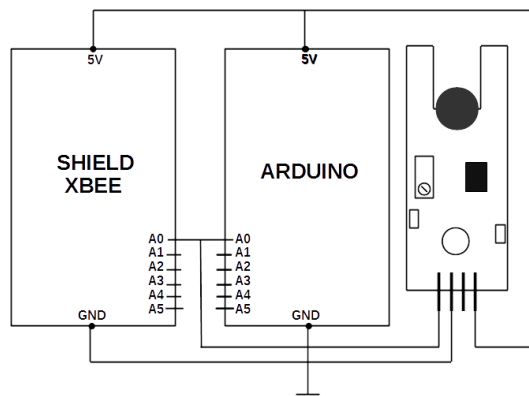 5V
5V
SHIELD
XBEE
ARDUINO
A0
A1
A2
A3
A4
A5
A0
A1
A2
A3
A4
A5
GND
GND